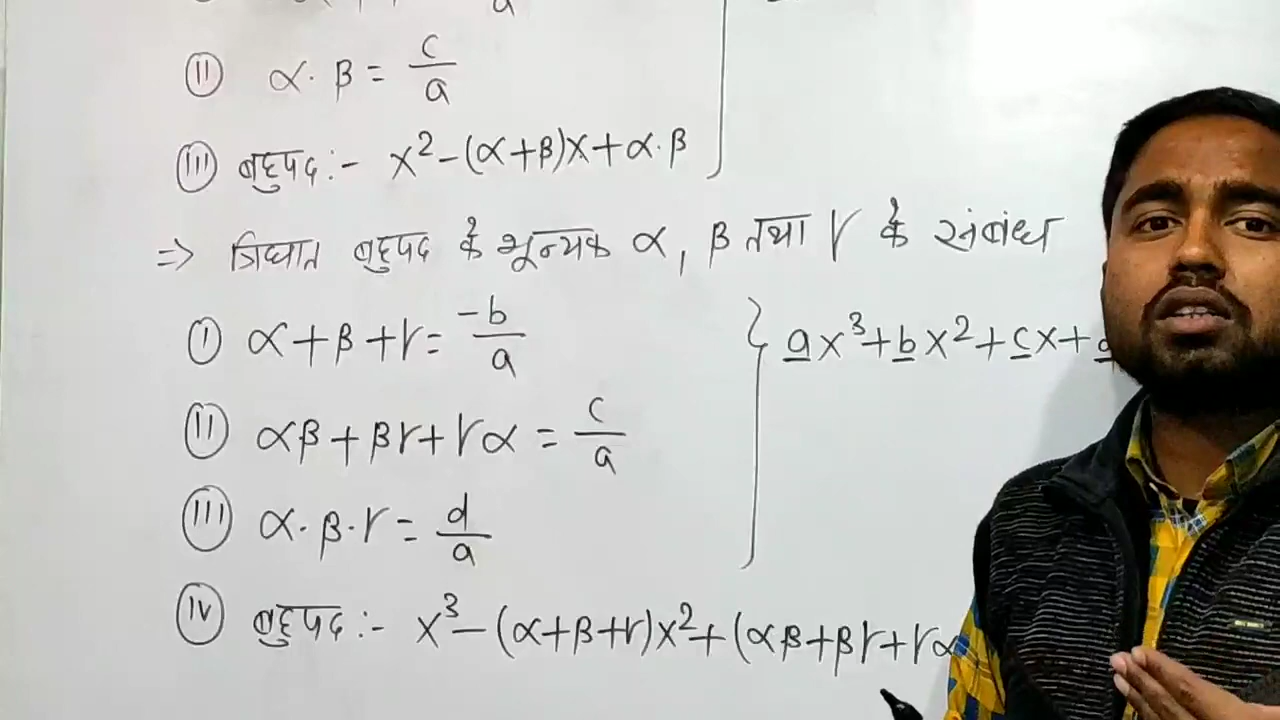 a
(ii) α·β = c/a
(iii) बहुपद :- x² - (α+β)x + α·β
⇒ त्रिघात बहुपद के शून्यक α, β तथा γ के संबंध
(i) α+β+γ = -b/a
ax³+bx²+cx+
(ii) αβ+βγ+γα = c/a
(iii) α·β·γ = d/a
(iv) बहुपद :- x³ - (α+β+γ)x² + (αβ+βγ+γα